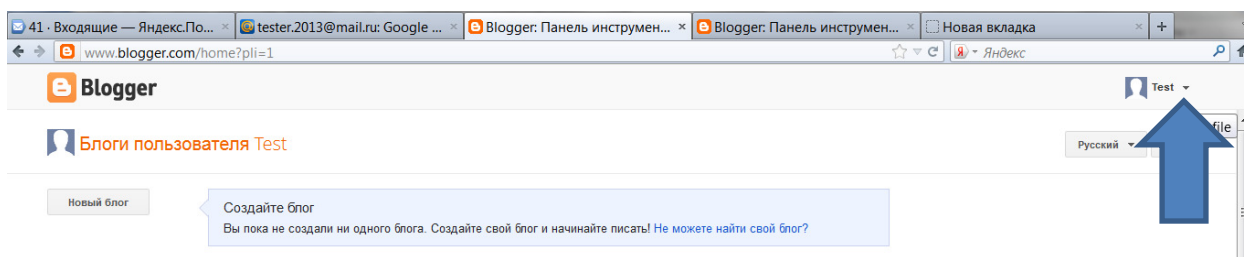 41 · Входящие — Яндекс.По... × tester.2013@mail.ru: Google ... × Blogger: Панель инструмен... × Blogger: Панель инструмен... × Новая вкладка × +
www.blogger.com/home?pli=1 Я Яндекс
Blogger Test
file
Блоги пользователя Test Русский
Новый блог
Создайте блог
Вы пока не создали ни одного блога. Создайте свой блог и начинайте писать! Не можете найти свой блог?